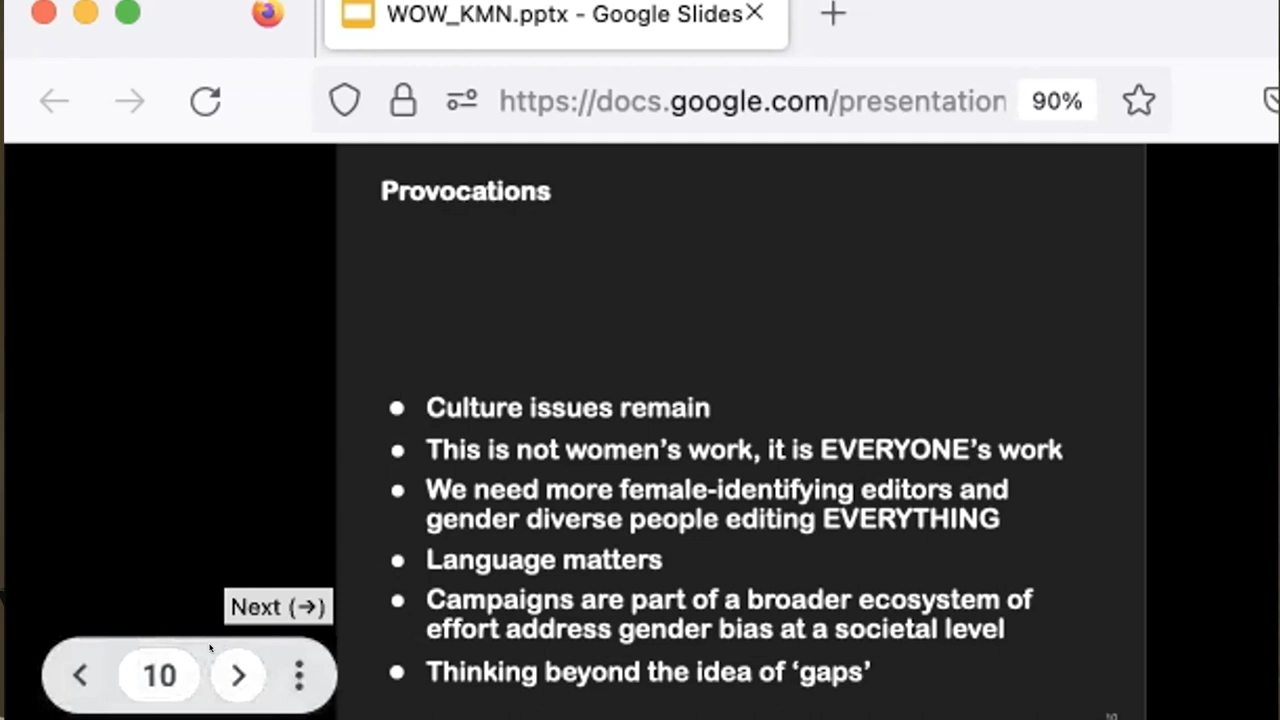 WOW_KMN.pptx - Google Slides
https://docs.google.com/presentation
90%
Provocations
Culture issues remain
This is not women's work, it is EVERYONE's work
We need more female-identifying editors and
gender diverse people editing EVERYTHING
Language matters
Campaigns are part of a broader ecosystem of
effort address gender bias at a societal level
Thinking beyond the idea of ‘gaps’
Next (→)
10
10